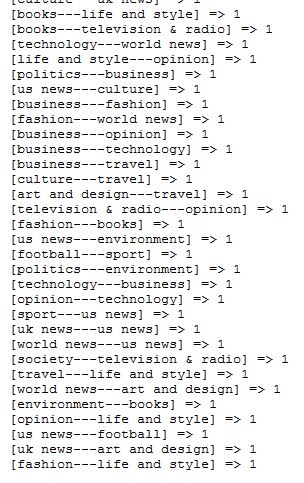 [culture---uk news] => 1
[books---life and style] => 1
[books---television & radio] => 1
[technology---world news] => 1
[life and style---opinion] => 1
[politics---business] => 1
[us news---culture] => 1
[business---fashion] => 1
[fashion---world news] => 1
[business---opinion] => 1
[business---technology] => 1
[business---travel] => 1
[culture---travel] => 1
[art and design---travel] => 1
[television & radio---opinion] => 1
[fashion---books] => 1
[us news---environment] => 1
[football---sport] => 1
[politics---environment] => 1
[technology---business] => 1
[opinion---technology] => 1
[sport---us news] => 1
[uk news---us news] => 1
[world news---us news] => 1
[society---television & radio] => 1
[travel---life and style] => 1
[world news---art and design] => 1
[environment---books] => 1
[opinion---life and style] => 1
[us news---football] => 1
[uk news---art and design] => 1
[fashion---life and style] => 1